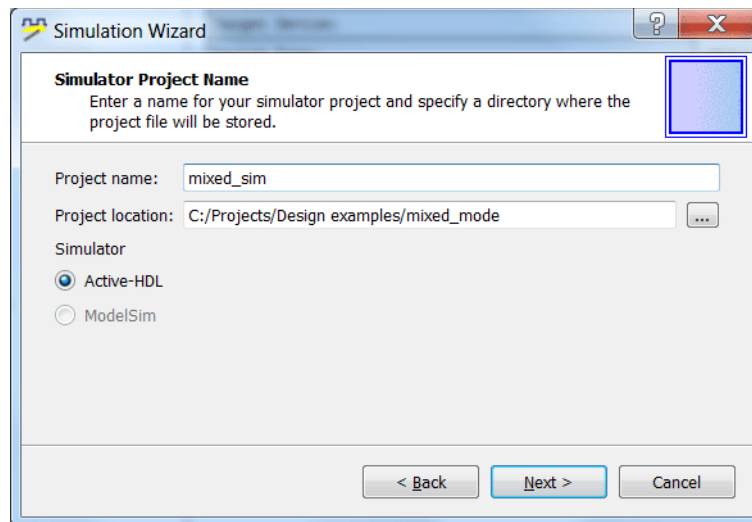 Simulation Wizard
Simulator Project Name
Enter a name for your simulator project and specify a directory where the
project file will be stored.
Project name: mixed_sim
Project location: C:/Projects/Design examples/mixed_mode ...
Simulator
Active-HDL
ModelSim
< Back Next > Cancel